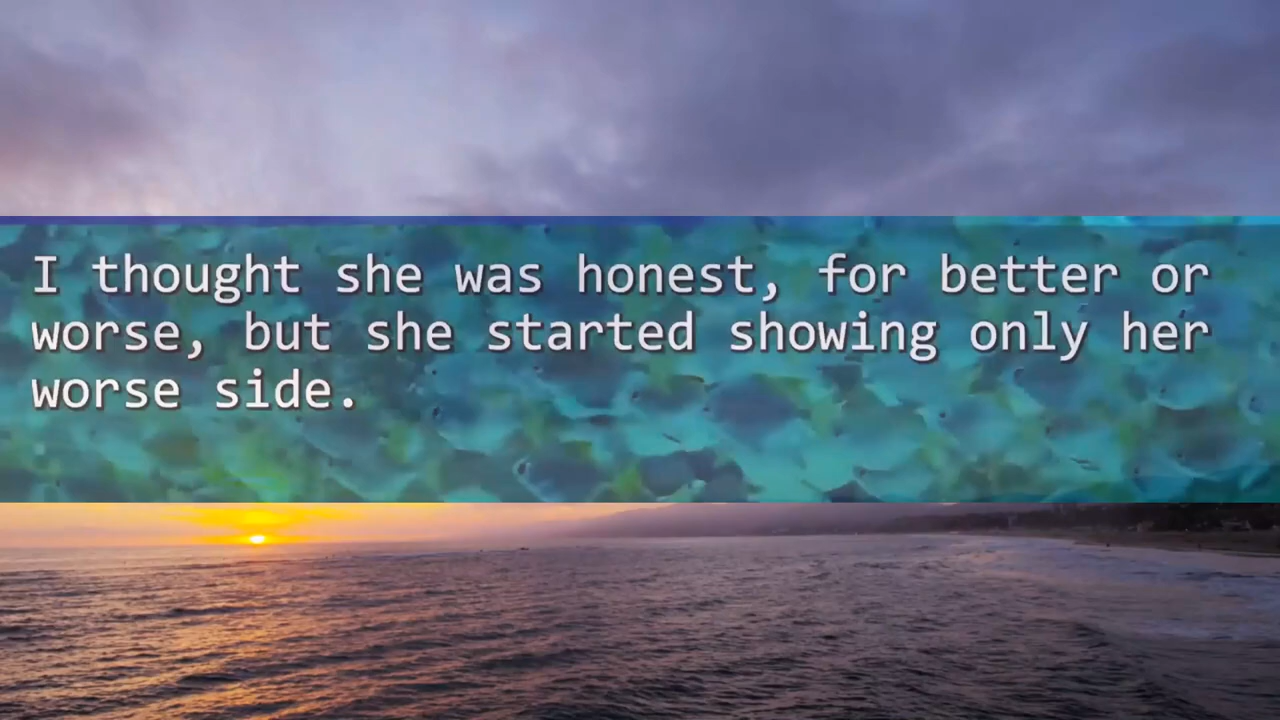 I thought she was honest, for better or
worse, but she started showing only her
worse side.